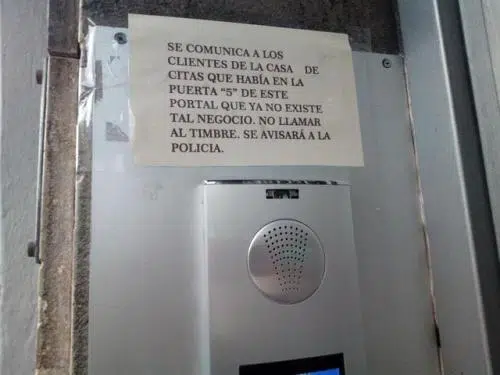 SE COMUNICA A LOS
CLIENTES DE LA CASA DE
CITAS QUE HABÍA EN LA
PUERTA "5" DE ESTE
PORTAL QUE YA NO EXISTE
TAL NEGOCIO. NO LLAMAR
AL TIMBRE. SE AVISARÁ A LA
POLICIA.